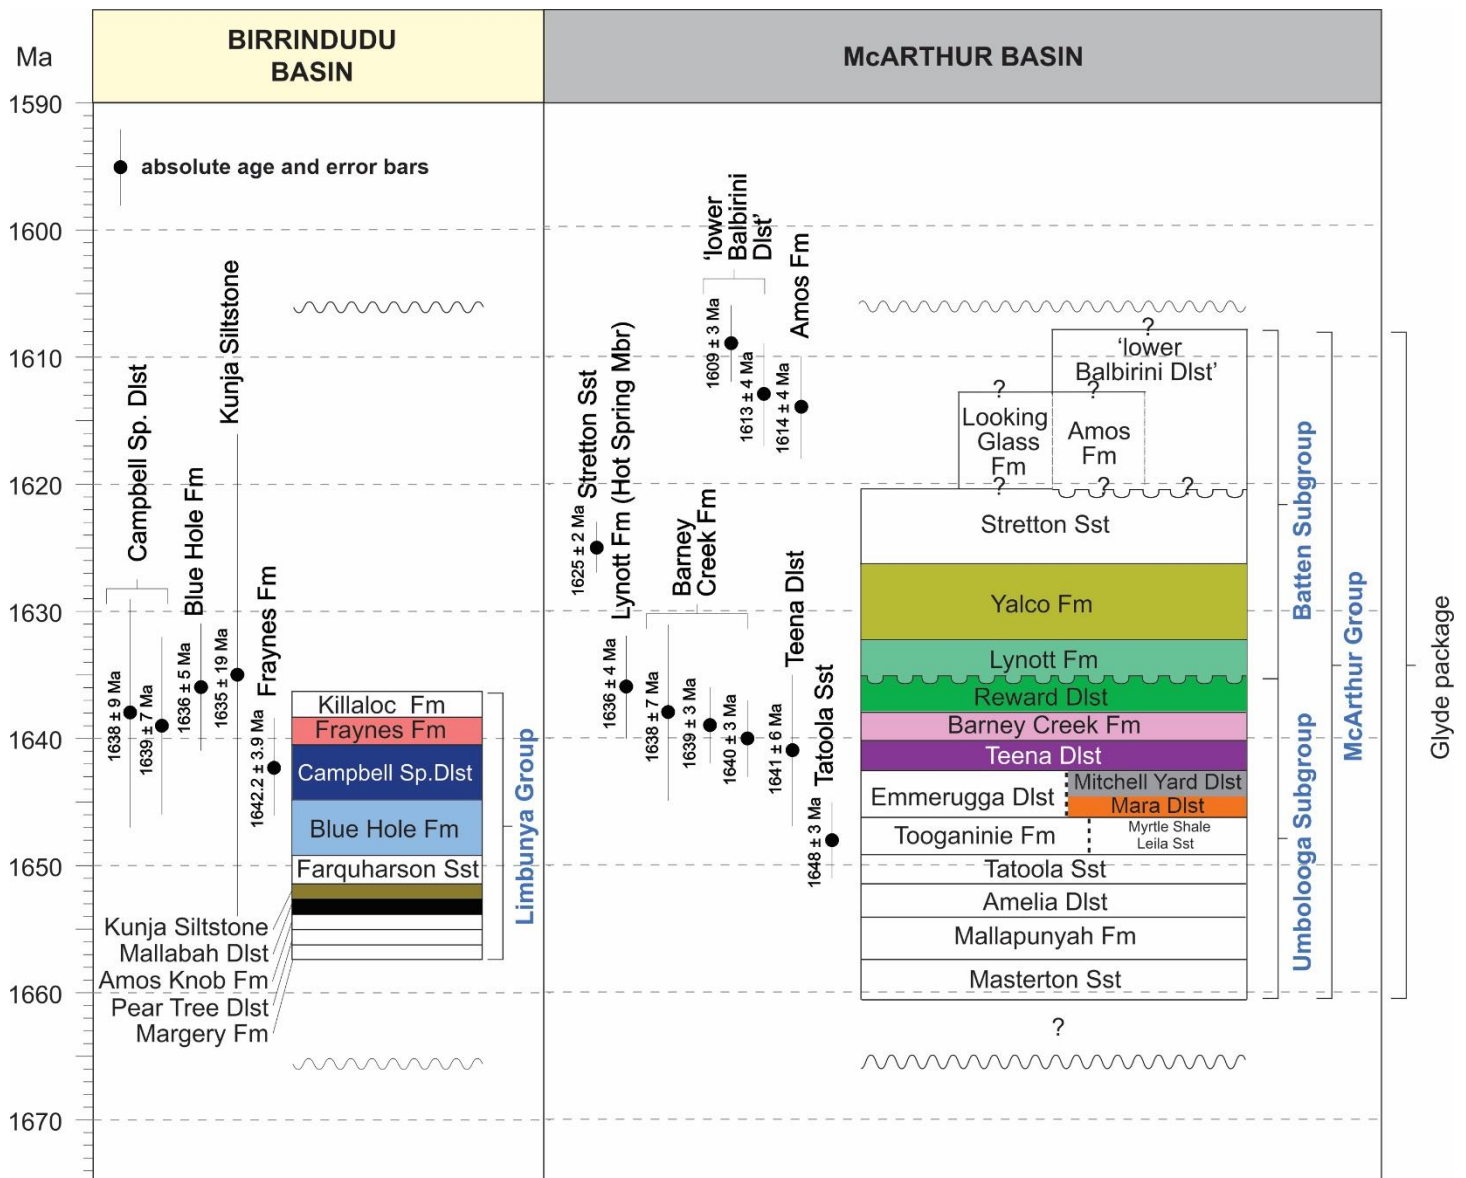 Ma
BIRRINDUDU
BASIN
McARTHUR BASIN
1590
1600
1610
1620
1630
1640
1650
1660
1670
absolute age and error bars
Campbell Sp. Dlst
1638 ± 9 Ma
1639 ± 7 Ma
Blue Hole Fm
1636 ± 5 Ma
Kunja Siltstone
1635 ± 19 Ma
Fraynes Fm
1642.2 ± 3.9 Ma
Killaloc Fm
Fraynes Fm
Campbell Sp.Dlst
Blue Hole Fm
Farquharson Sst
Kunja Siltstone
Mallabah Dlst
Amos Knob Fm
Pear Tree Dlst
Margery Fm
Limbunya Group
Stretton Sst
1625 ± 2 Ma
Lynott Fm (Hot Spring Mbr)
1636 ± 4 Ma
Barney
Creek Fm
1638 ± 7 Ma
1639 ± 3 Ma
1640 ± 3 Ma
'lower
Balbirini
Dlst'
1609 ± 3 Ma
1613 ± 4 Ma
Amos Fm
1614 ± 4 Ma
Teena Dlst
1641 ± 6 Ma
Tatoola Sst
1648 ± 3 Ma
?
'lower
Balbirini Dlst'
? ?
Looking
Glass
Fm
Amos
Fm
? ? ?
Stretton Sst
Yalco Fm
Lynott Fm
Reward Dlst
Barney Creek Fm
Teena Dlst
Emmerugga Dlst
Mitchell Yard Dlst
Mara Dlst
Tooganinie Fm
Myrtle Shale
Leila Sst
Tatoola Sst
Amelia Dlst
Mallapunyah Fm
Masterton Sst
?
Batten Subgroup
Umbolooga Subgroup
McArthur Group
Glyde package